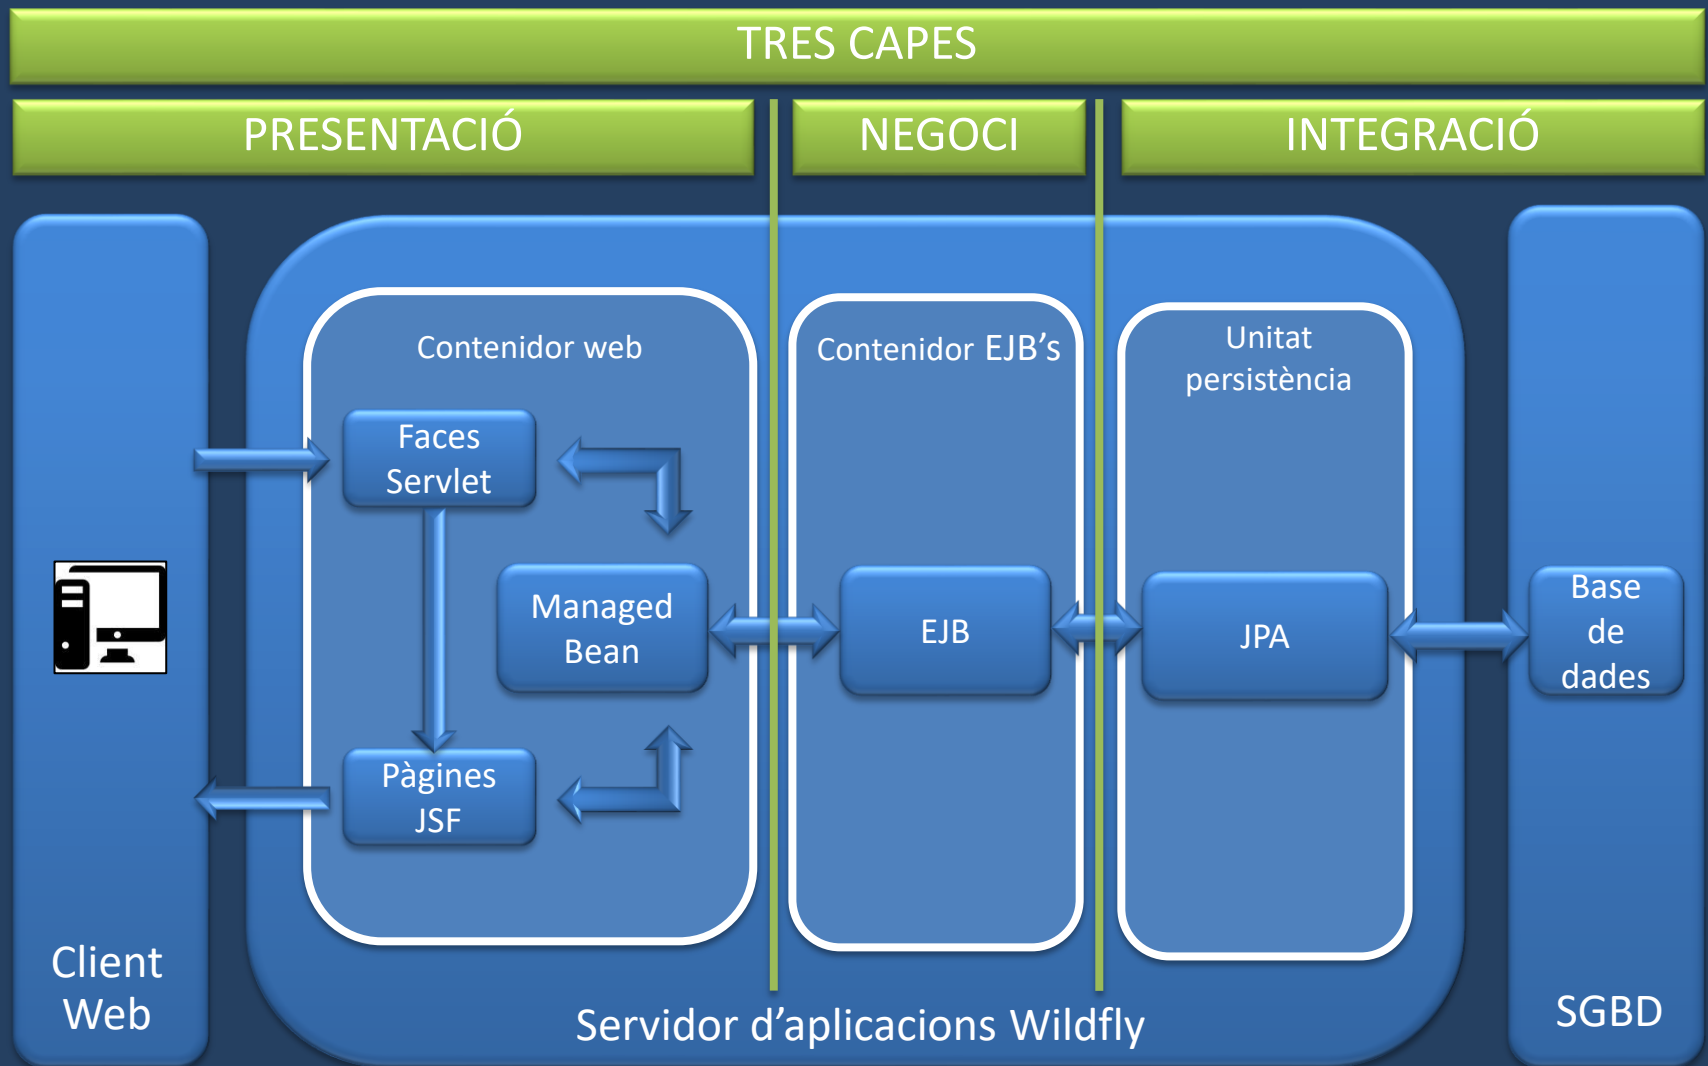 TRES CAPES
PRESENTACIÓ
NEGOCI
INTEGRACIÓ
Contenidor web
Contenidor EJB's
Unitat
persistència
Faces
Servlet
Managed
Bean
EJB
JPA
Base
de
dades
Pàgines
JSF
Client
Web
Servidor d'aplicacions Wildfly
SGBD